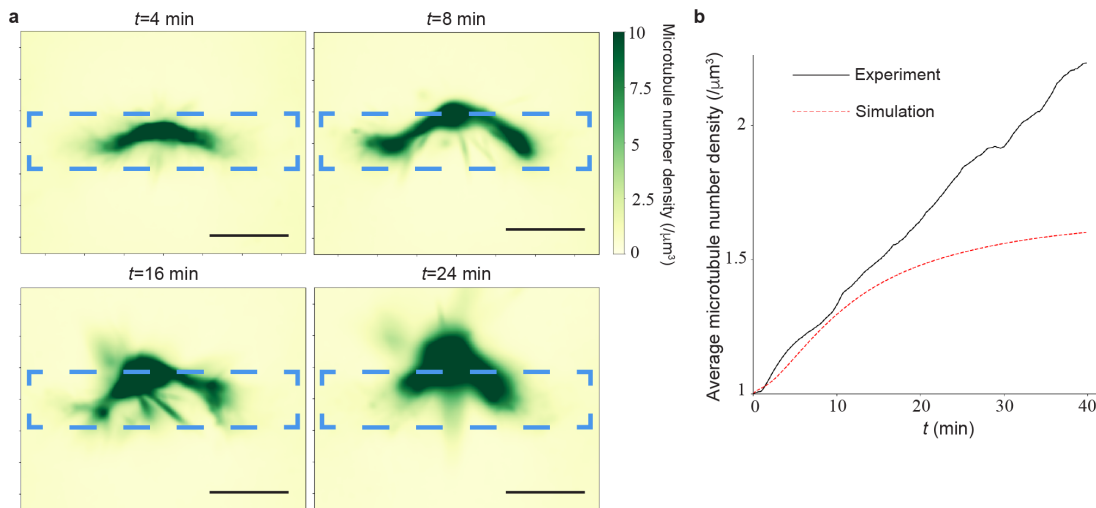 a
t=4 min
t=8 min
10
7.5
5
2.5
0
Microtubule number density (/μm³)
t=16 min
t=24 min
b
Average microtubule number density (/μm³)
2
1.5
1
Experiment
Simulation
0
10
20
30
40
t (min)